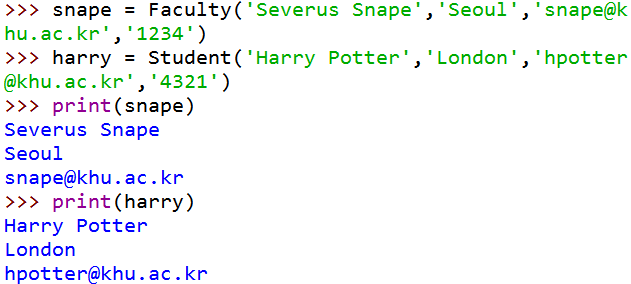 >>> snape = Faculty('Severus Snape','Seoul','snape@k
hu.ac.kr','1234')
>>> harry = Student('Harry Potter','London','hpotter
@khu.ac.kr','4321')
>>> print(snape)
Severus Snape
Seoul
snape@khu.ac.kr
>>> print(harry)
Harry Potter
London
hpotter@khu.ac.kr